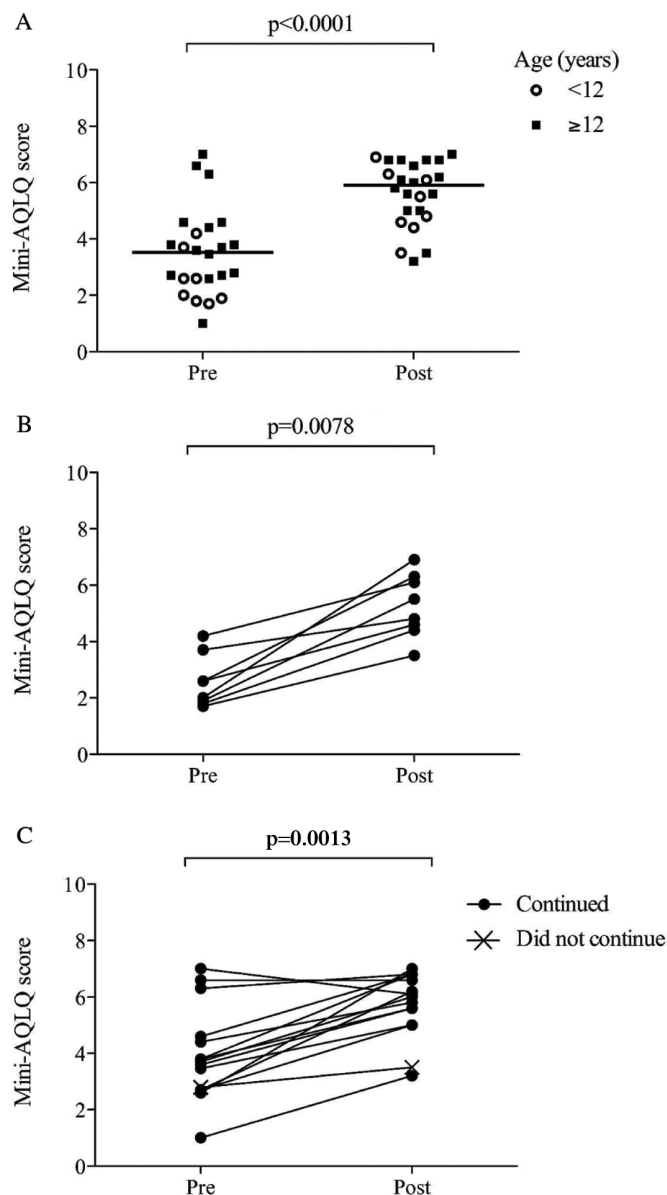 A
p<0.0001
Age (years)
<12
≥12
Mini-AQLQ score
10
8
6
4
2
0
Pre
Post
B
p=0.0078
Mini-AQLQ score
10
8
6
4
2
0
Pre
Post
C
p=0.0013
Continued
Did not continue
Mini-AQLQ score
10
8
6
4
2
0
Pre
Post